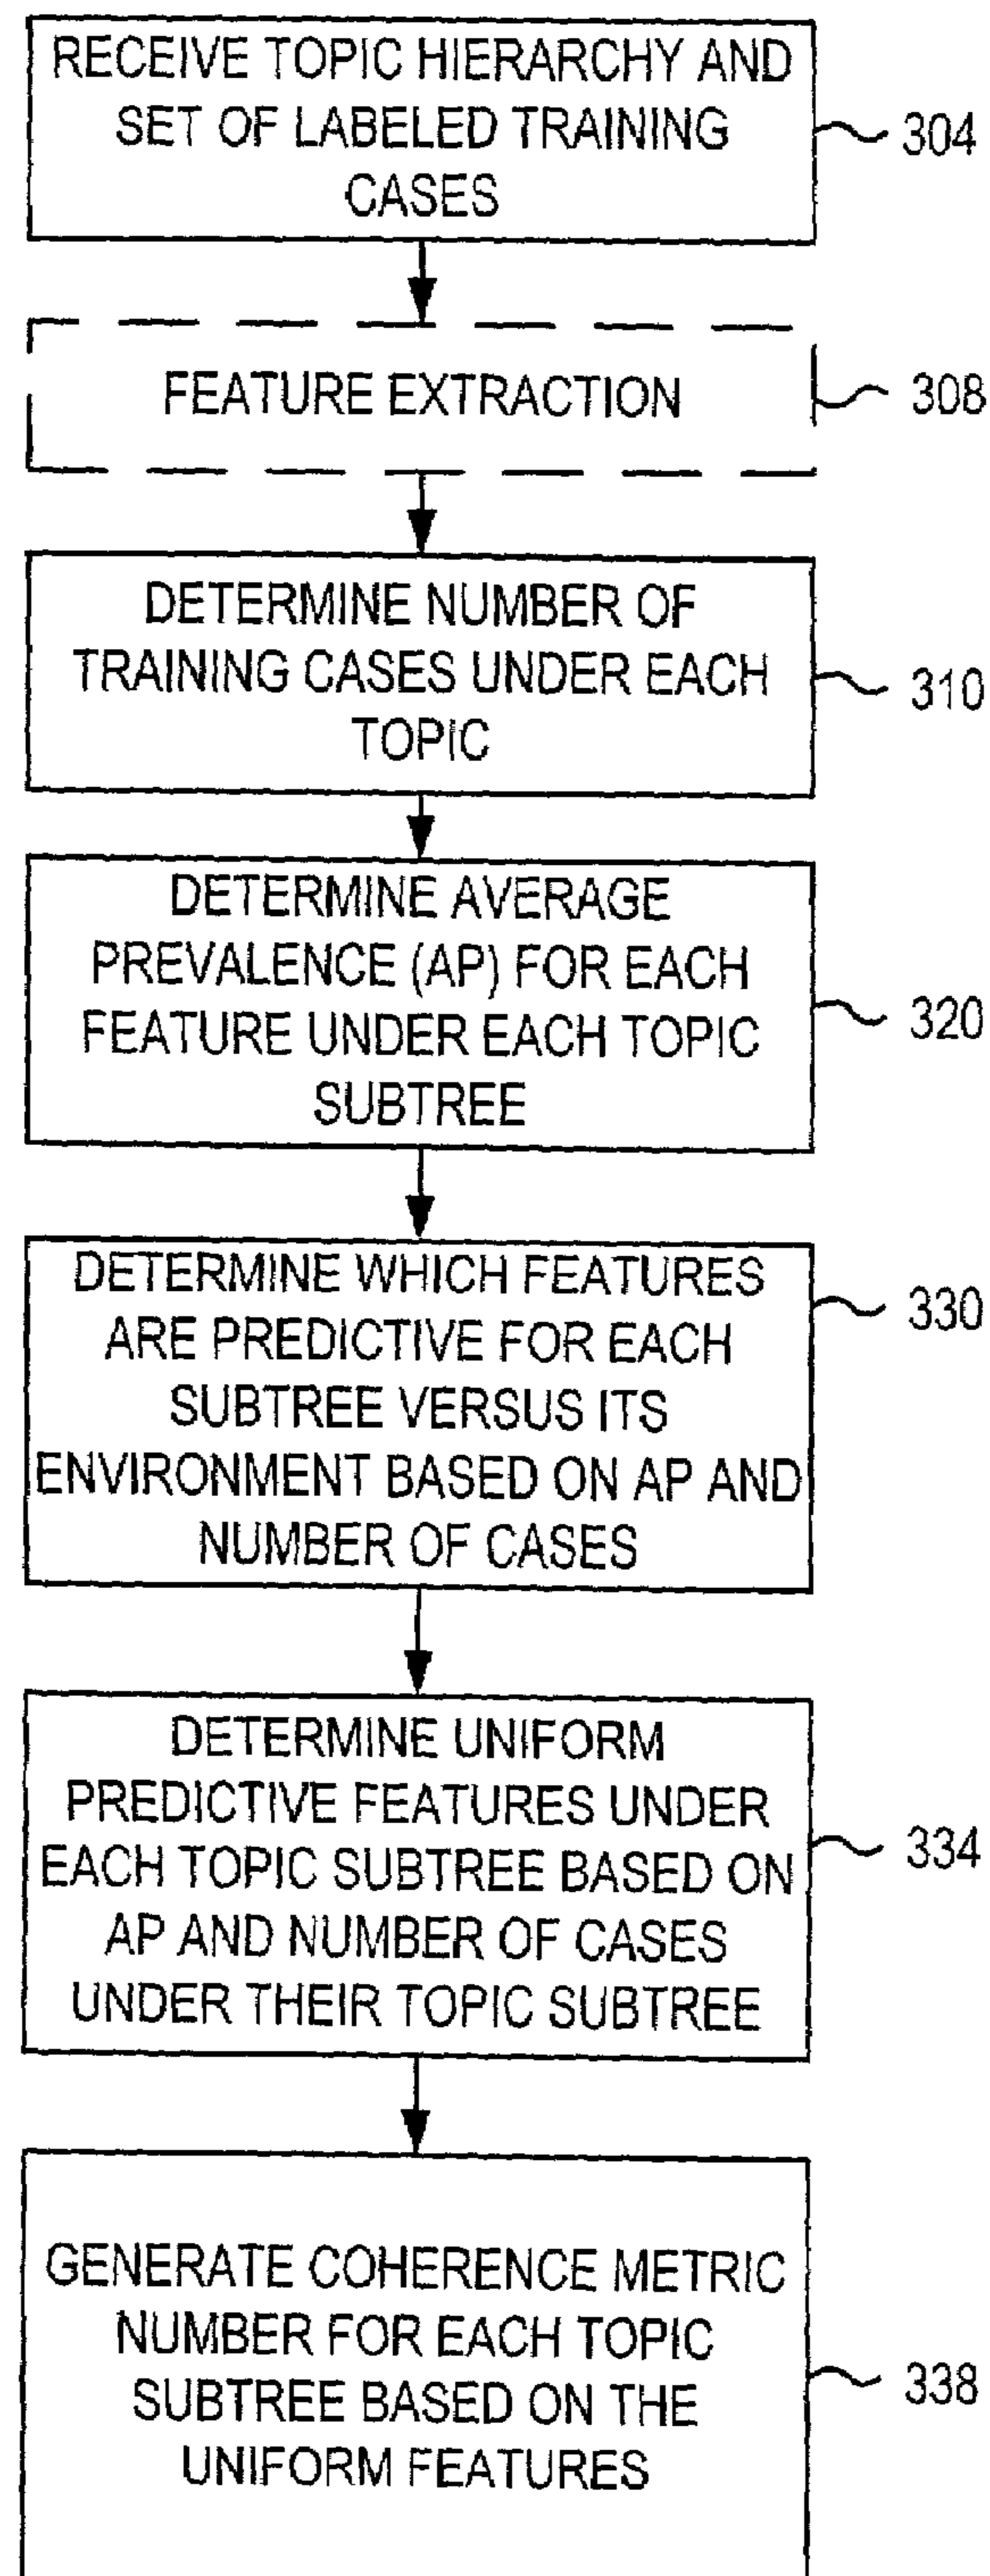 RECEIVE TOPIC HIERARCHY AND
SET OF LABELED TRAINING
CASES
304
FEATURE EXTRACTION
308
DETERMINE NUMBER OF
TRAINING CASES UNDER EACH
TOPIC
310
DETERMINE AVERAGE
PREVALENCE (AP) FOR EACH
FEATURE UNDER EACH TOPIC
SUBTREE
320
DETERMINE WHICH FEATURES
ARE PREDICTIVE FOR EACH
SUBTREE VERSUS ITS
ENVIRONMENT BASED ON AP AND
NUMBER OF CASES
330
DETERMINE UNIFORM
PREDICTIVE FEATURES UNDER
EACH TOPIC SUBTREE BASED ON
AP AND NUMBER OF CASES
UNDER THEIR TOPIC SUBTREE
334
GENERATE COHERENCE METRIC
NUMBER FOR EACH TOPIC
SUBTREE BASED ON THE
UNIFORM FEATURES
338